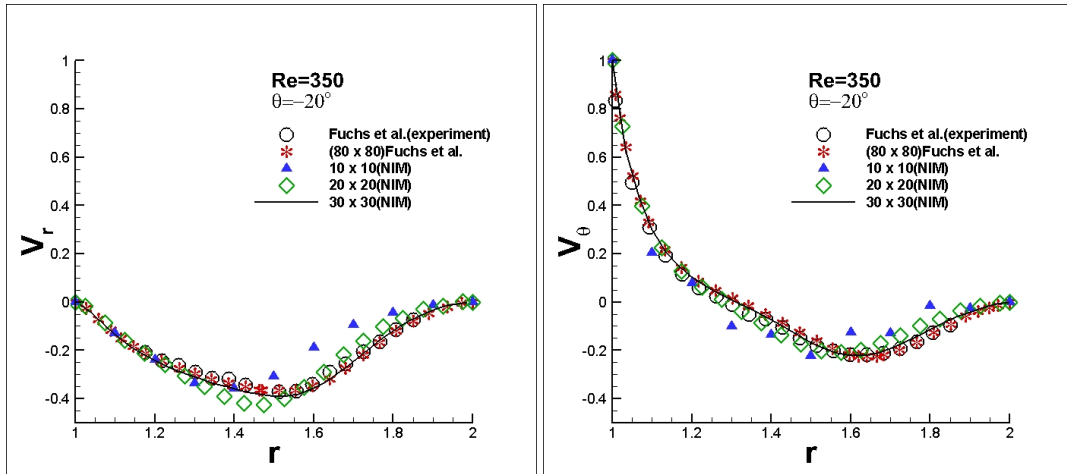 Re=350
θ=–20°
Fuchs et al.(experiment)
(80 x 80)Fuchs et al.
10 x 10(NIM)
20 x 20(NIM)
30 x 30(NIM)
1
0.8
0.6
0.4
0.2
0
-0.2
-0.4
Vr
1 1.2 1.4 1.6 1.8 2
r
Re=350
θ=–20°
Fuchs et al.(experiment)
(80 x 80)Fuchs et al.
10 x 10(NIM)
20 x 20(NIM)
30 x 30(NIM)
1
0.8
0.6
0.4
0.2
0
-0.2
-0.4
Vθ
1 1.2 1.4 1.6 1.8 2
r